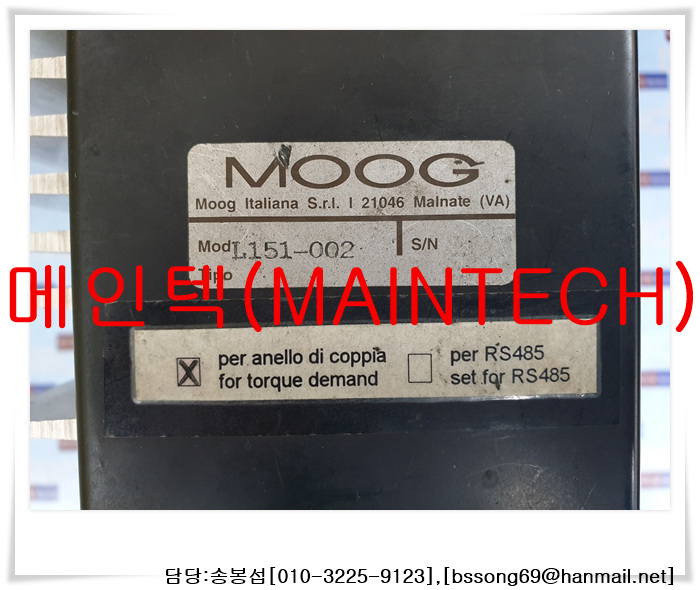 MOOG
Moog Italiana S.r.l. I 21046 Malnate (VA)
Mod L151-002 S/N
Tipo
메인텍(MAINTECH)
per anello di coppia
for torque demand
per RS485
set for RS485
담당:송봉섭[010-3225-9123],[bssong69@hanmail.net]